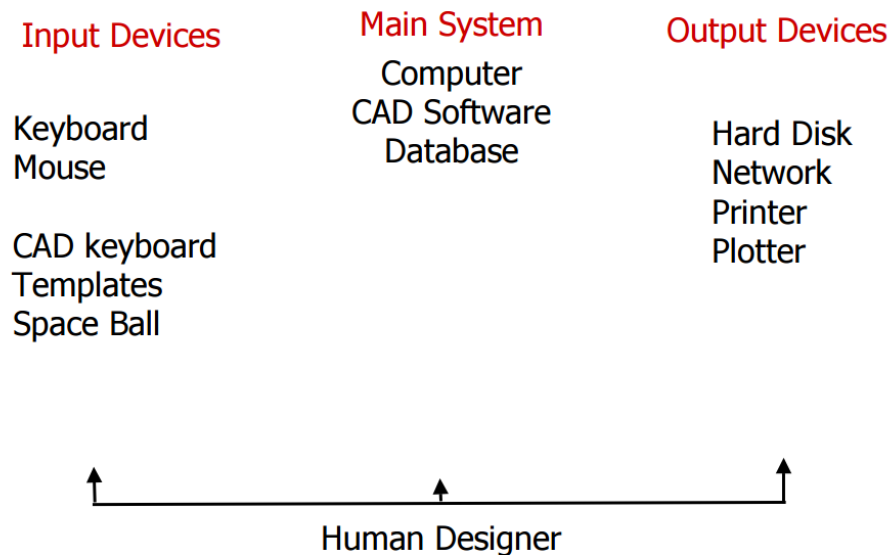 Input Devices
Keyboard
Mouse
CAD keyboard
Templates
Space Ball
Main System
Computer
CAD Software
Database
Output Devices
Hard Disk
Network
Printer
Plotter
Human Designer